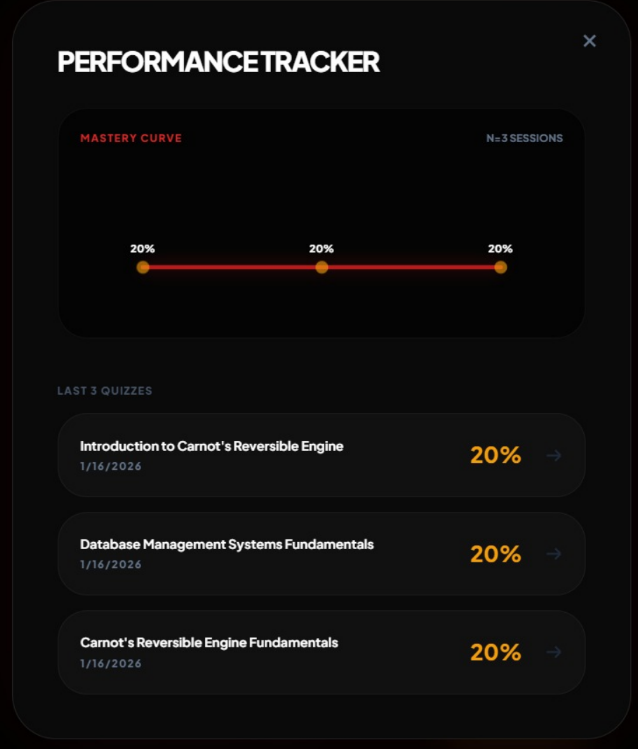 PERFORMANCE TRACKER
×
MASTERY CURVE
N=3 SESSIONS
20% 20% 20%
LAST 3 QUIZZES
Introduction to Carnot's Reversible Engine
1/16/2026
20% →
Database Management Systems Fundamentals
1/16/2026
20% →
Carnot's Reversible Engine Fundamentals
1/16/2026
20% →